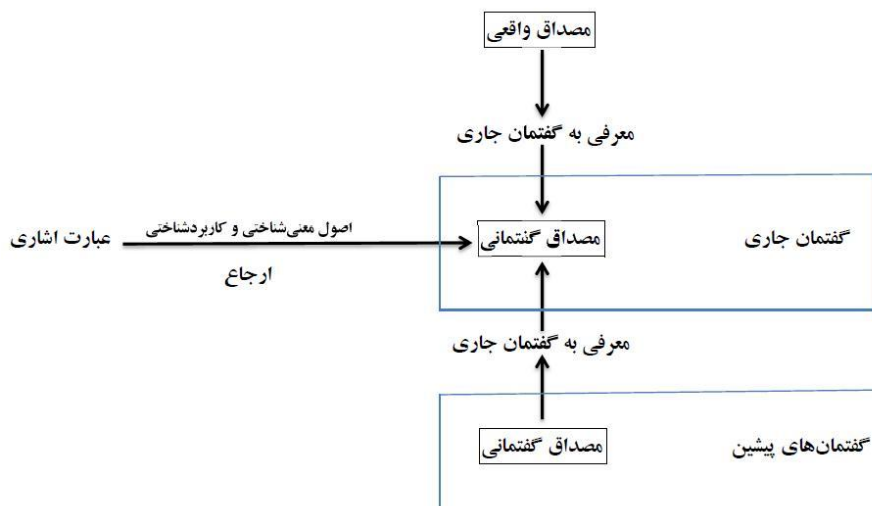 مصداق واقعی
معرفی به گفتمان جاری
گفتمان جاری
مصداق گفتمانی
اصول معنی‌شناختی و کاربردشناختی
عبارت اشاری
ارجاع
معرفی به گفتمان جاری
گفتمان‌های پیشین
مصداق گفتمانی